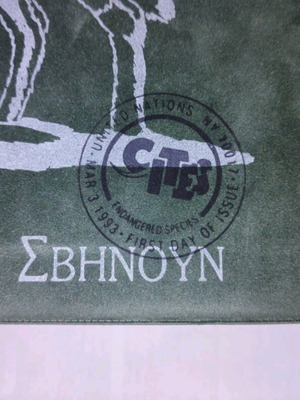 UNITED NATIONS, NY 10017
CITES
ENDANGERED SPECIES
MAR 3 1993 • FIRST DAY OF ISSUE
ΣΒΗΝΟΥΝ